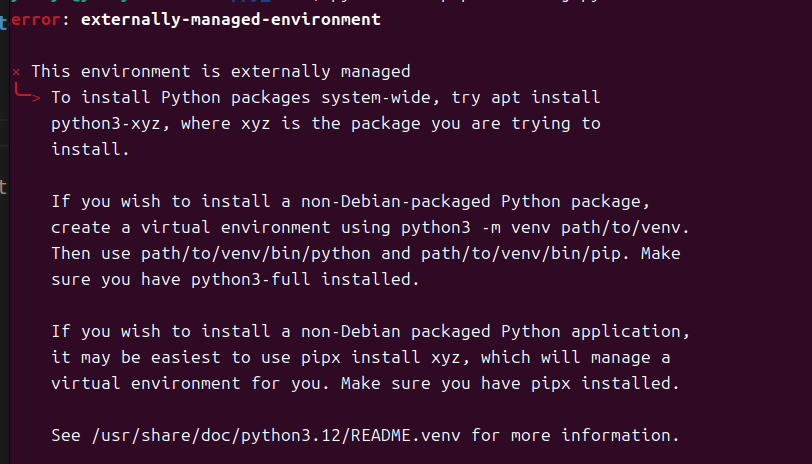 error: externally-managed-environment
× This environment is externally managed
╰─> To install Python packages system-wide, try apt install
python3-xyz, where xyz is the package you are trying to
install.
If you wish to install a non-Debian-packaged Python package,
create a virtual environment using python3 -m venv path/to/venv.
Then use path/to/venv/bin/python and path/to/venv/bin/pip. Make
sure you have python3-full installed.
If you wish to install a non-Debian packaged Python application,
it may be easiest to use pipx install xyz, which will manage a
virtual environment for you. Make sure you have pipx installed.
See /usr/share/doc/python3.12/README.venv for more information.